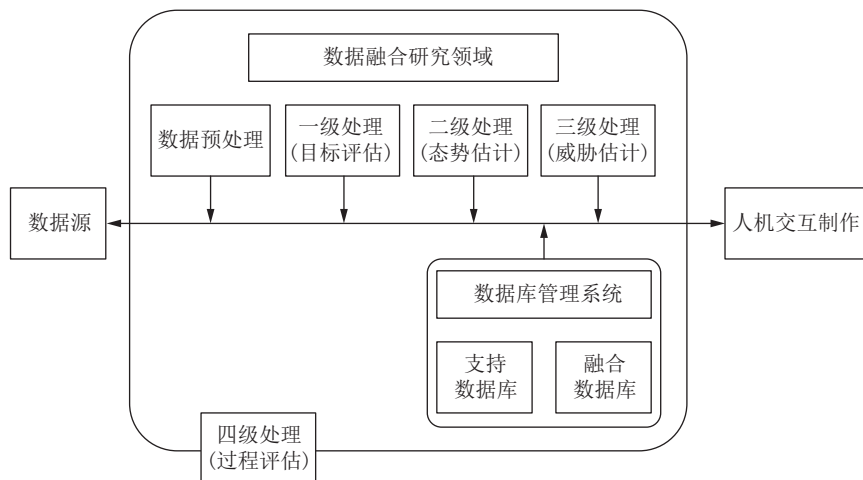 数据融合研究领域
数据预处理
一级处理
(目标评估)
二级处理
(态势估计)
三级处理
(威胁估计)
数据源
人机交互制作
数据库管理系统
支持
数据库
融合
数据库
四级处理
(过程评估)